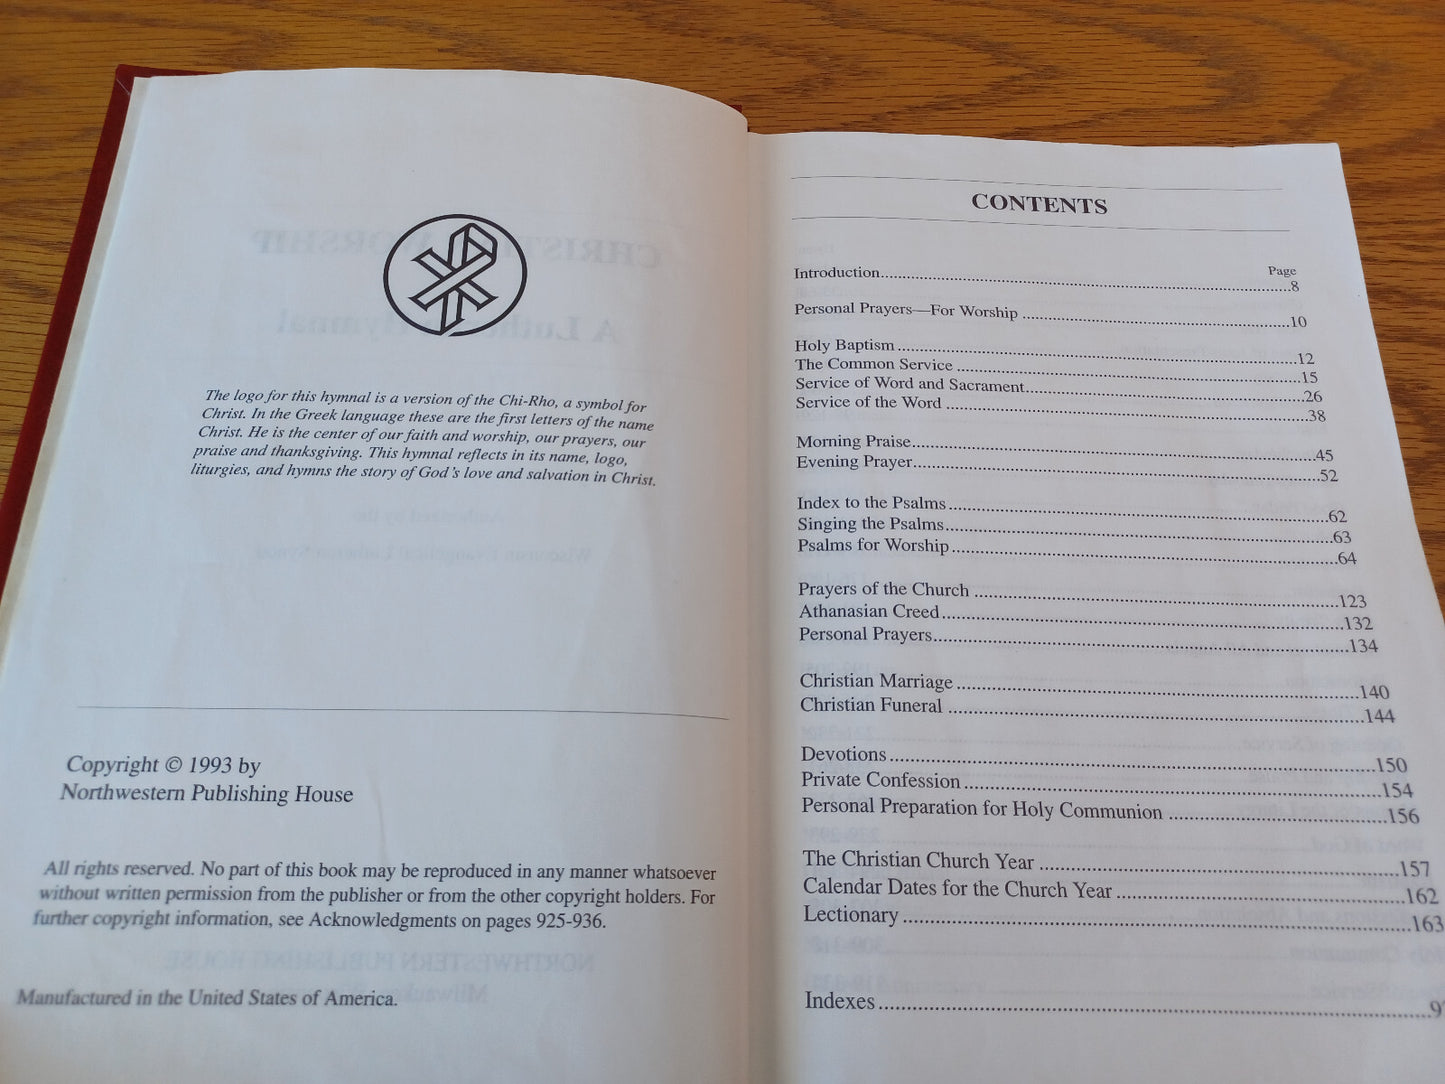 The logo for this hymnal is a version of the Chi-Rho, a symbol for
Christ. In the Greek language these are the first letters of the name
Christ. He is the center of our faith and worship, our prayers, our
praise and thanksgiving. This hymnal reflects in its name, logo,
liturgies, and hymns the story of God's love and salvation in Christ.
Copyright © 1993 by
Northwestern Publishing House
All rights reserved. No part of this book may be reproduced in any manner whatsoever
without written permission from the publisher or from the other copyright holders. For
further copyright information, see Acknowledgments on pages 925-936.
Manufactured in the United States of America.
CONTENTS
Page
Introduction....................8
Personal Prayers—For Worship ....................10
Holy Baptism....................12
The Common Service ....................15
Service of Word and Sacrament....................26
Service of the Word ....................38
Morning Praise....................45
Evening Prayer....................52
Index to the Psalms....................62
Singing the Psalms....................63
Psalms for Worship....................64
Prayers of the Church ....................123
Athanasian Creed....................132
Personal Prayers....................134
Christian Marriage....................140
Christian Funeral ....................144
Devotions....................150
Private Confession....................154
Personal Preparation for Holy Communion ....................156
The Christian Church Year ....................157
Calendar Dates for the Church Year....................162
Lectionary....................163
Indexes....................